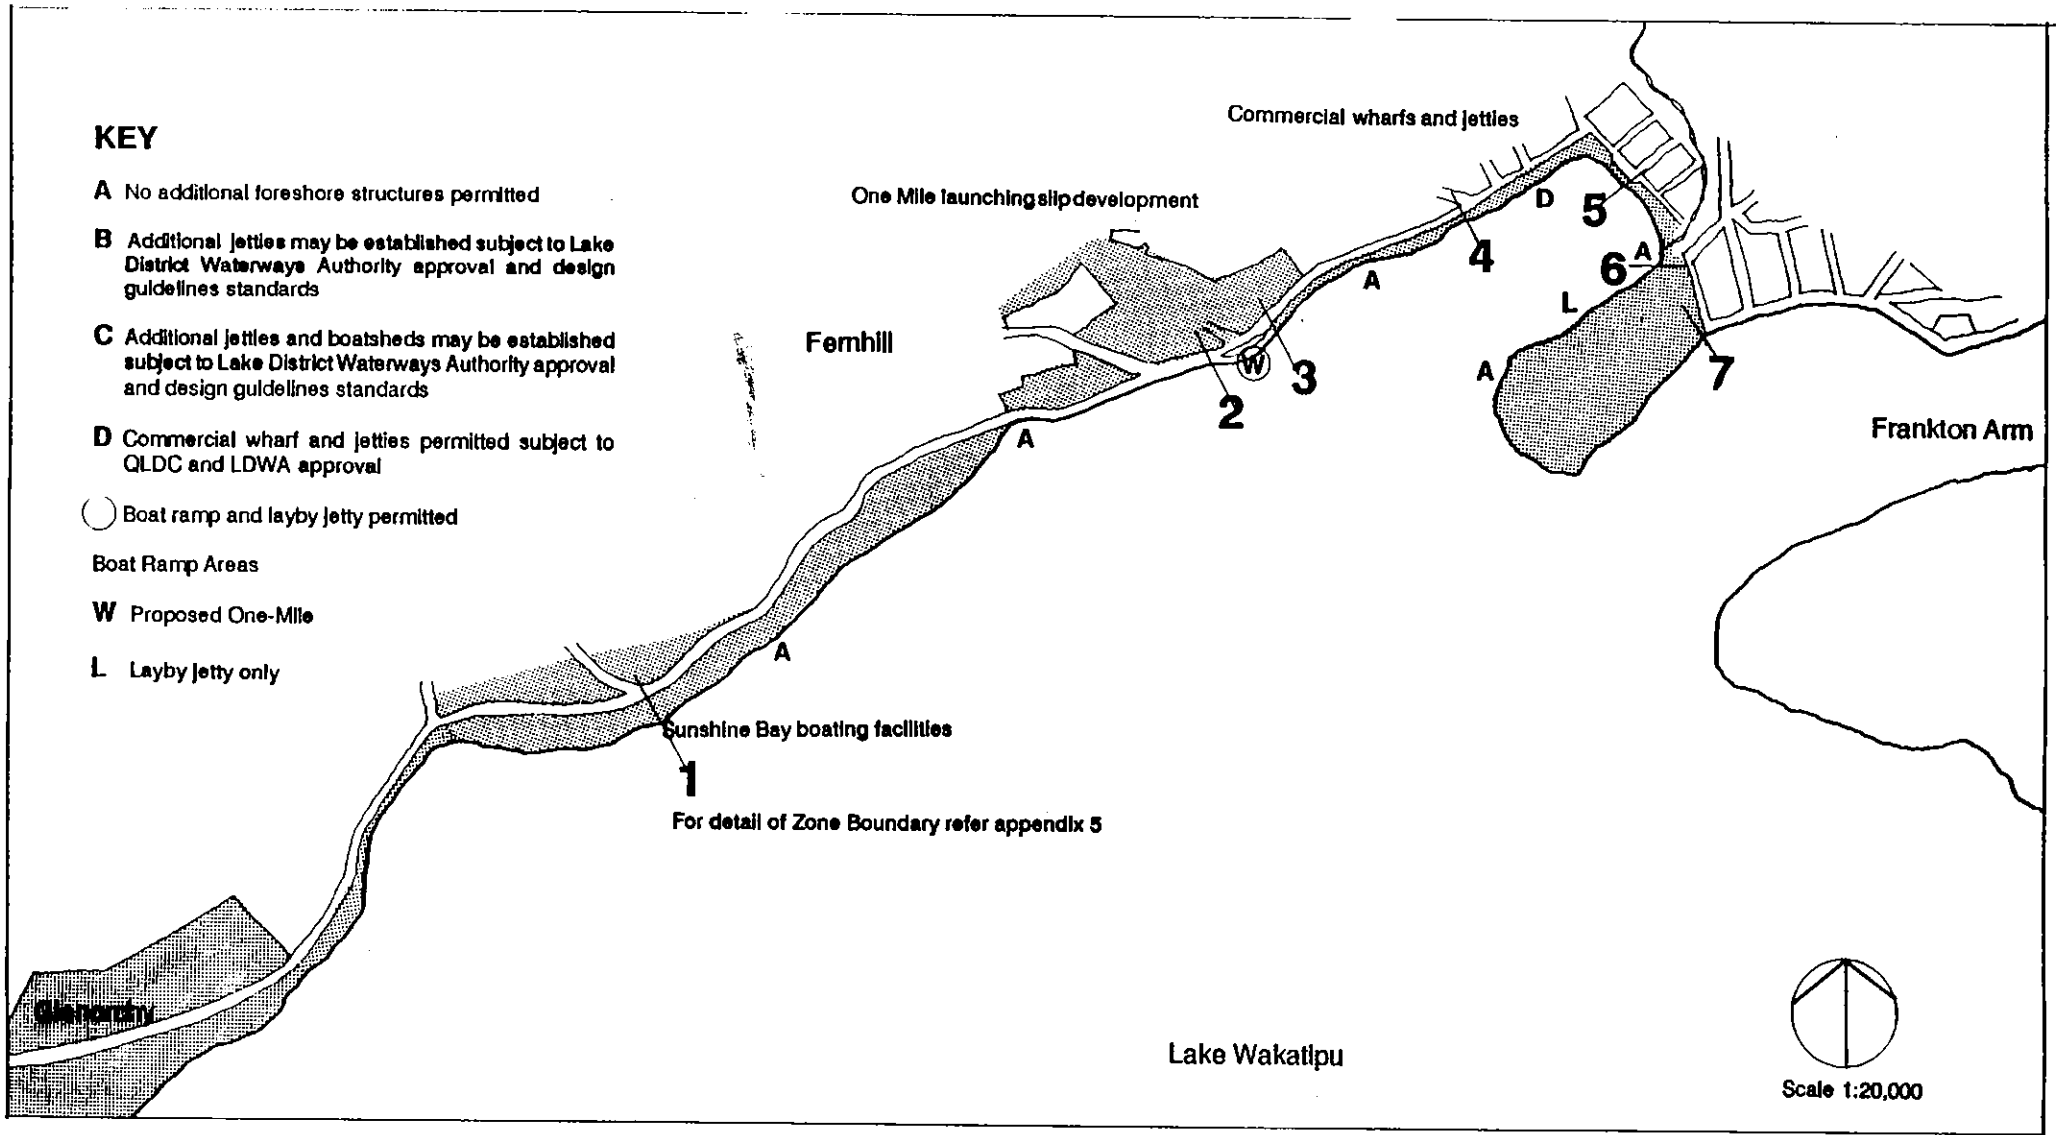 KEY
A No additional foreshore structures permitted
B Additional jetties may be established subject to Lake
District Waterways Authority approval and design
guidelines standards
C Additional jetties and boatsheds may be established
subject to Lake District Waterways Authority approval
and design guidelines standards
D Commercial wharf and jetties permitted subject to
QLDC and LDWA approval
Boat ramp and layby jetty permitted
Boat Ramp Areas
W Proposed One-Mile
L Layby jetty only
Commercial wharfs and jetties
One Mile launching slip development
D
5
4
A
6
A
L
Fernhill
3
W
A
7
2
Frankton Arm
A
A
Sunshine Bay boating facilities
1
For detail of Zone Boundary refer appendix 5
Glenorchy
Lake Wakatipu
Scale 1:20,000